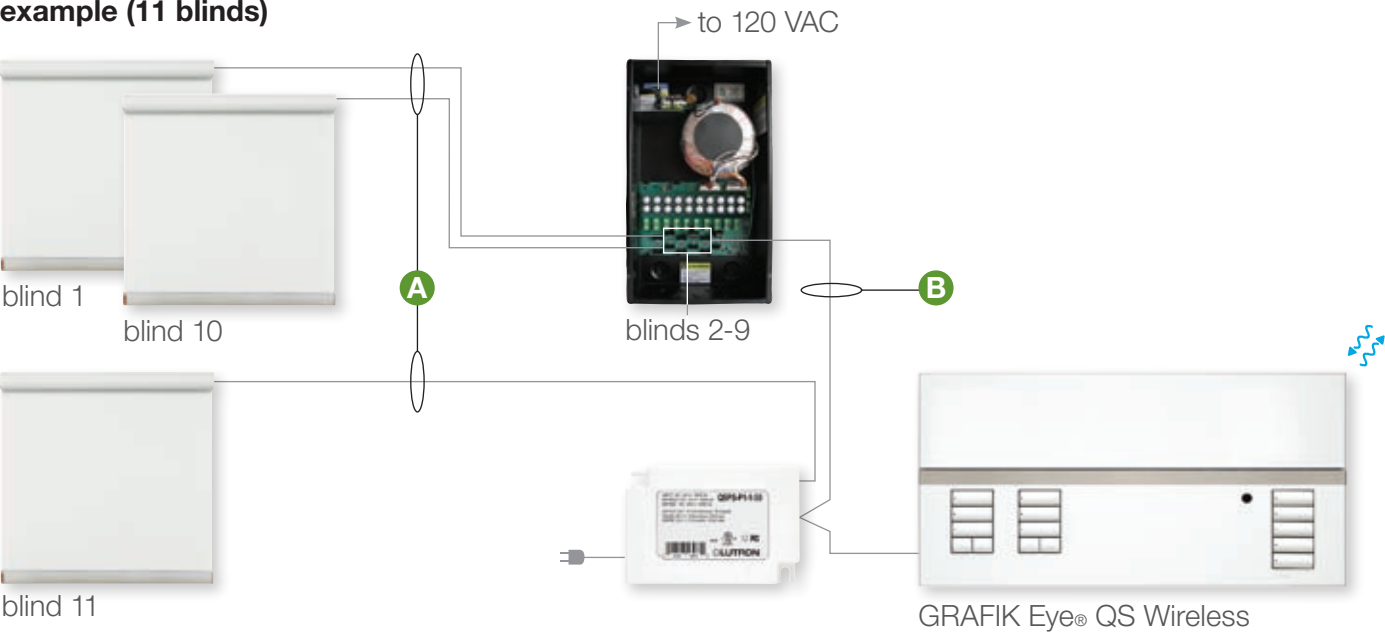 example (11 blinds)
to 120 VAC
blind 1
blind 10
A
blinds 2-9
B
blind 11
QSPS-P1-1-50
LUTRON
GRAFIK Eye® QS Wireless